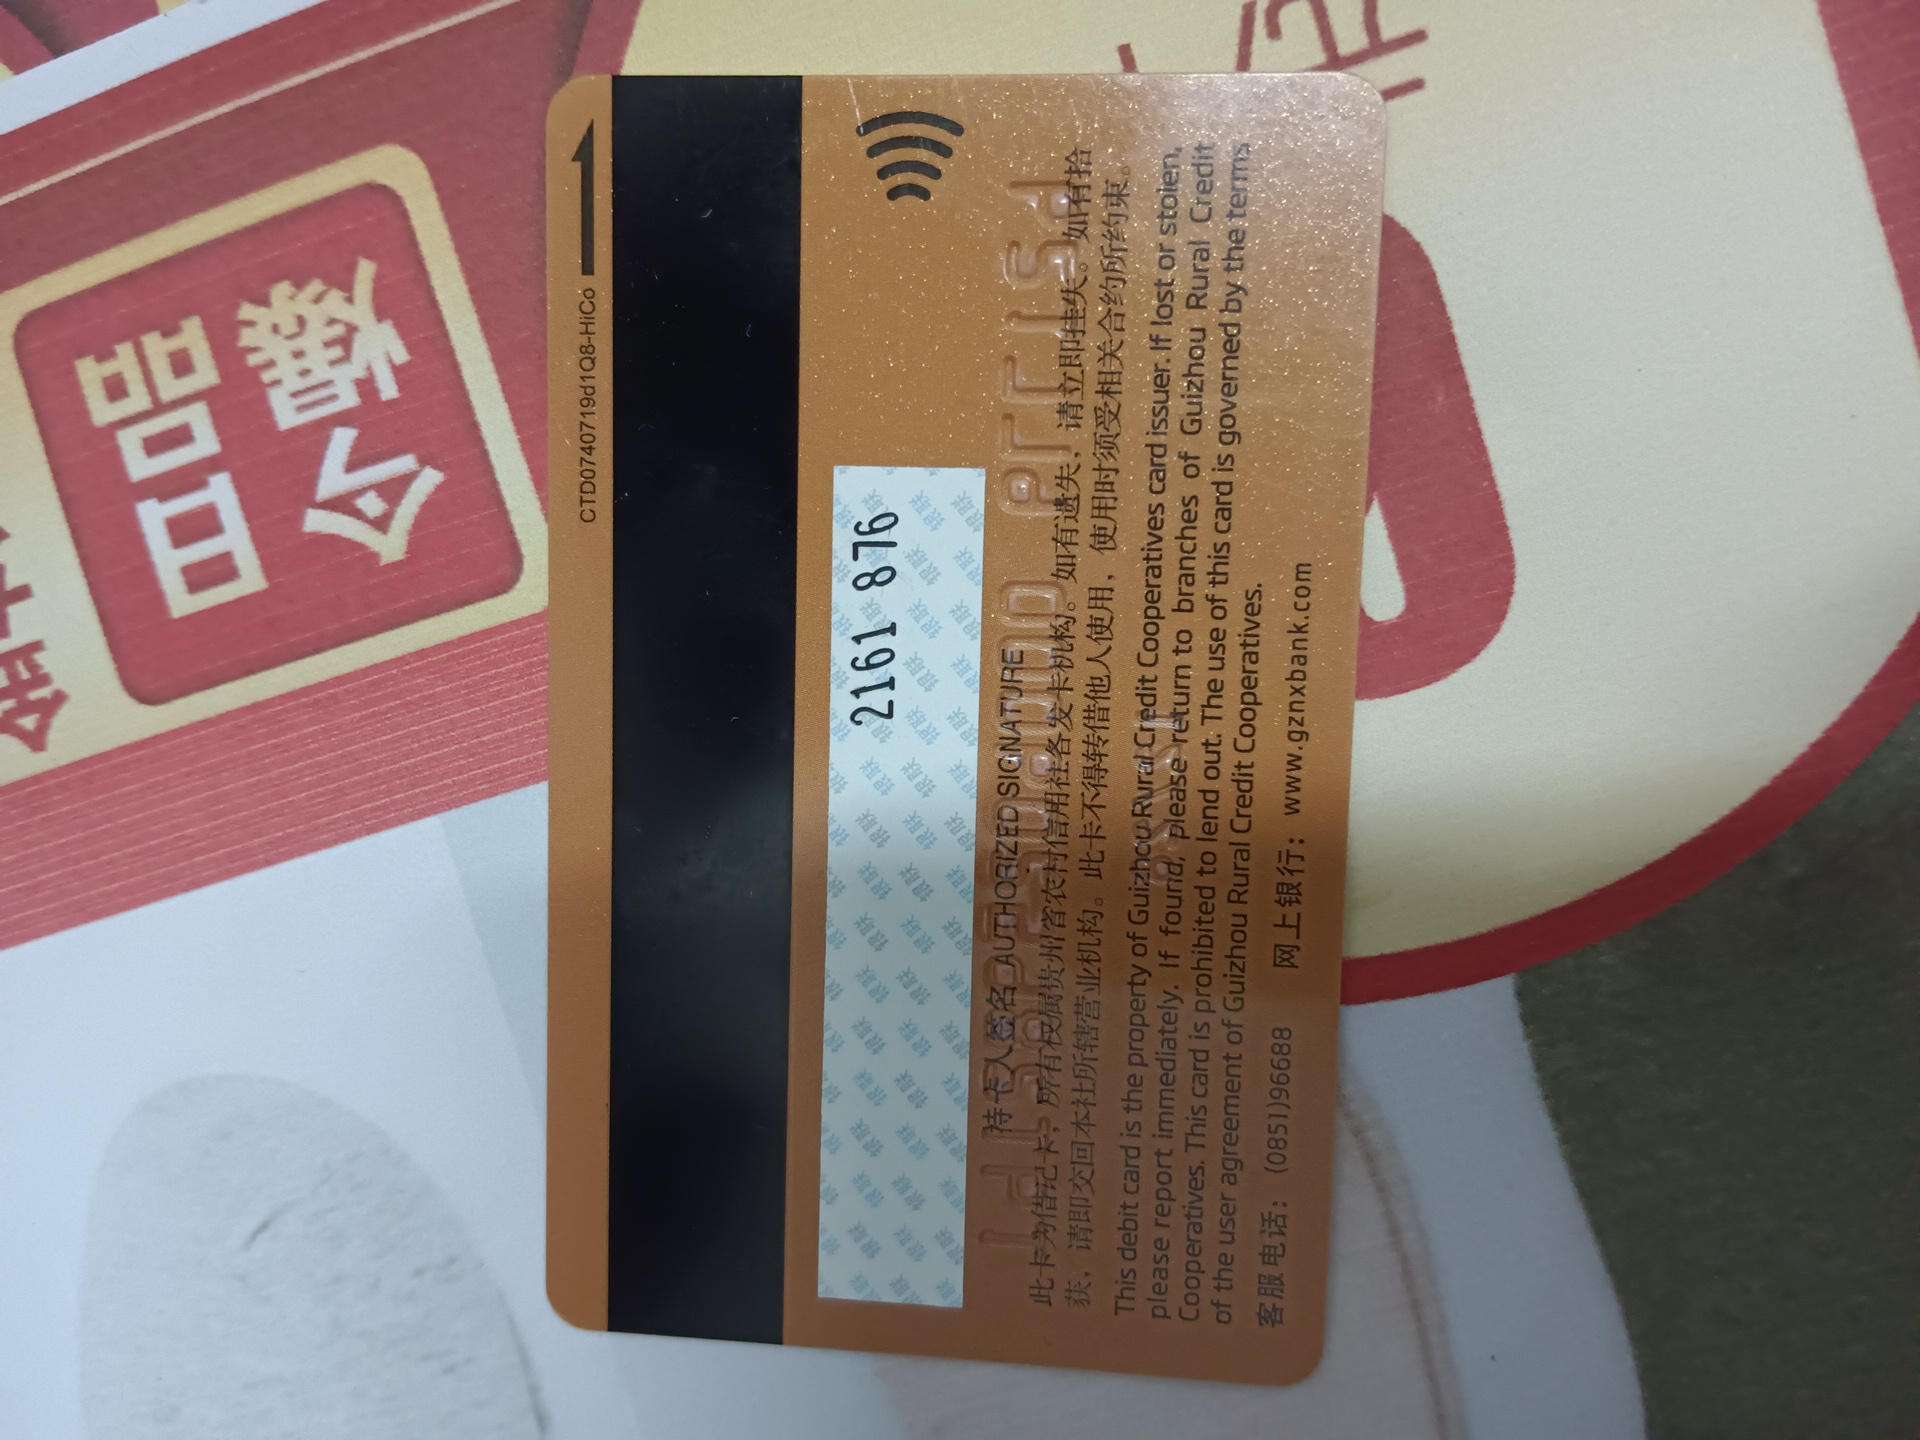 CTD0740719d1Q8-HiCo
2161 876
持卡人签名 AUTHORIZED SIGNATURE
此卡为借记卡，所有权属贵州省农村信用社各发卡机构。如有遗失，请立即挂失。如有拾
获，请即交回本社所辖营业机构。此卡不得转借他人使用，使用时须受相关合约所约束。
This debit card is the property of Guizhou Rural Credit Cooperatives card issuer. If lost or stolen,
please report immediately. If found, please return to branches of Guizhou Rural Credit
Cooperatives. This card is prohibited to lend out. The use of this card is governed by the terms
of the user agreement of Guizhou Rural Credit Cooperatives.
客服电话：(0851)96688 网上银行：www.gznxbank.com
今日爆品